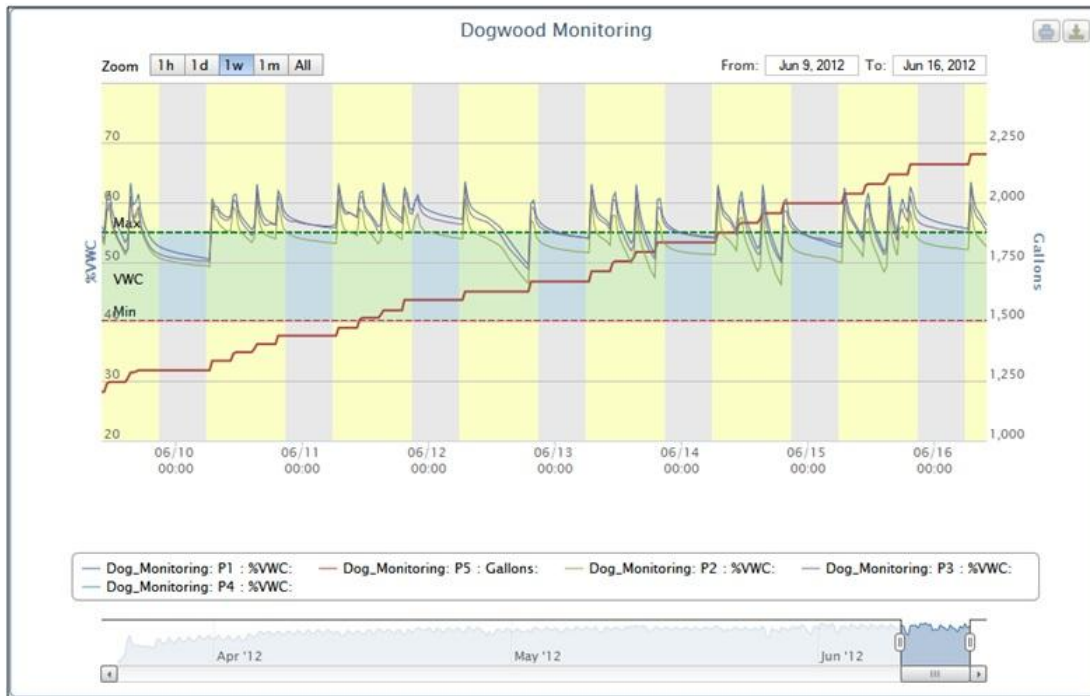 Dogwood Monitoring
Zoom 1h 1d 1w 1m All From: Jun 9, 2012 To: Jun 16, 2012
70 2,250
60 2,000
Max
50 1,750
VWC
Min
40 1,500
30 1,250
20 1,000
%VWC
Gallons
06/10 06/11 06/12 06/13 06/14 06/15 06/16
00:00 00:00 00:00 00:00 00:00 00:00 00:00
Dog_Monitoring: P1 : %VWC: Dog_Monitoring: P5 : Gallons: Dog_Monitoring: P2 : %VWC: Dog_Monitoring: P3 : %VWC:
Dog_Monitoring: P4 : %VWC:
Apr '12 May '12 Jun '12